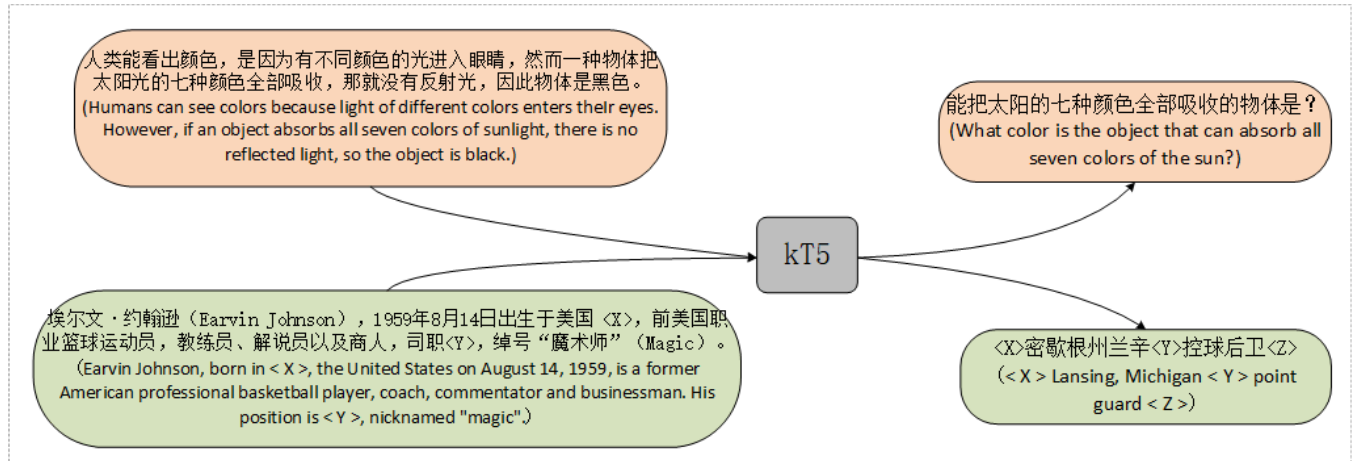 人类能看出颜色，是因为有不同颜色的光进入眼睛，然而一种物体把
太阳光的七种颜色全部吸收，那就没有反射光，因此物体是黑色。
(Humans can see colors because light of different colors enters theIr eyes.
However, if an object absorbs all seven colors of sunlight, there is no
reflected light, so the object is black.)
能把太阳的七种颜色全部吸收的物体是？
(What color is the object that can absorb all
seven colors of the sun?)
kT5
埃尔文·约翰逊（Earvin Johnson），1959年8月14日出生于美国 <X>，前美国职
业篮球运动员，教练员、解说员以及商人，司职<Y>，绰号“魔术师”（Magic）。
（Earvin Johnson, born in < X >, the United States on August 14, 1959, is a former
American professional basketball player, coach, commentator and businessman. His
position is < Y >, nicknamed "magic".）
<X>密歇根州兰辛<Y>控球后卫<Z>
（< X > Lansing, Michigan < Y > point
guard < Z >）